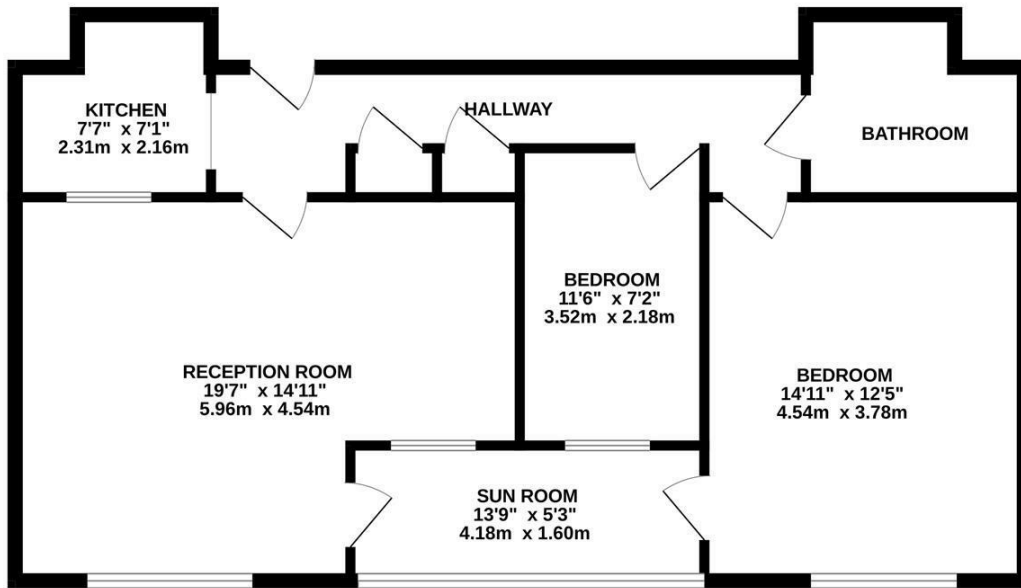 KITCHEN
7'7" x 7'1"
2.31m x 2.16m
HALLWAY
BATHROOM
BEDROOM
11'6" x 7'2"
3.52m x 2.18m
RECEPTION ROOM
19'7" x 14'11"
5.96m x 4.54m
BEDROOM
14'11" x 12'5"
4.54m x 3.78m
SUN ROOM
13'9" x 5'3"
4.18m x 1.60m